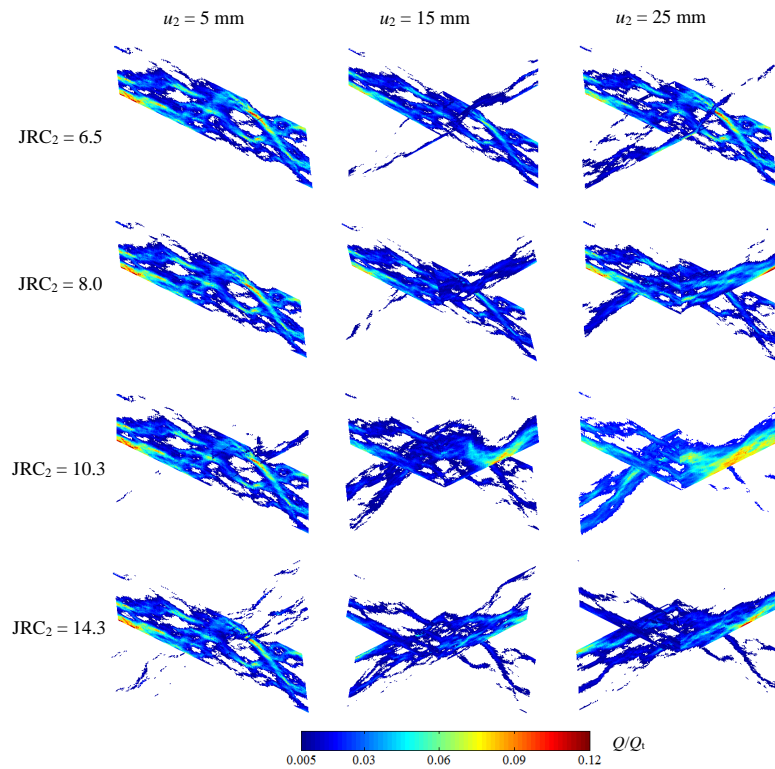 u₂ = 5 mm u₂ = 15 mm u₂ = 25 mm
JRC₂ = 6.5
JRC₂ = 8.0
JRC₂ = 10.3
JRC₂ = 14.3
Q/Qₜ
0.005 0.03 0.06 0.09 0.12